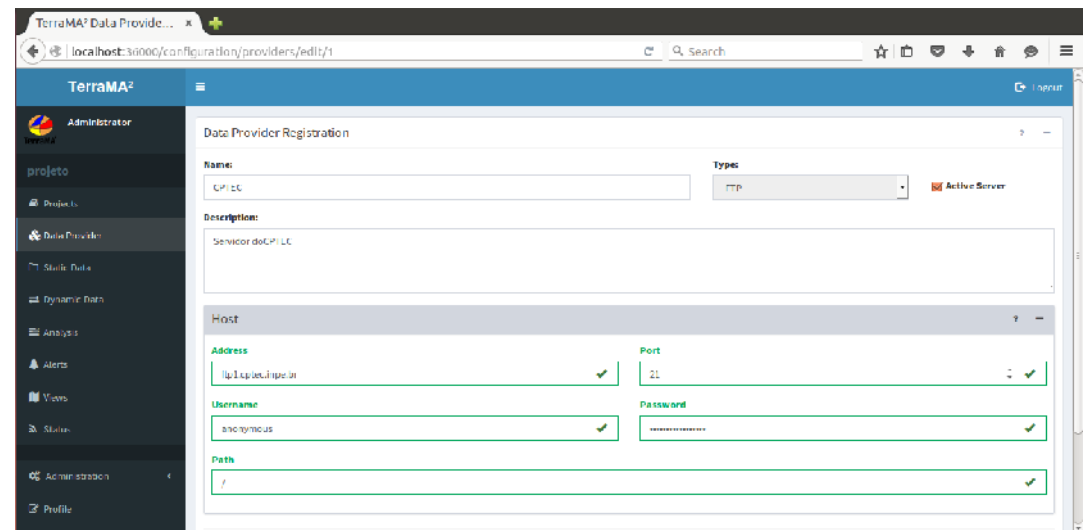 TerraMA² Data Provide...
localhost:36000/configuration/providers/edit/1
Search
TerraMA²
Logout
Administrator
TerraMA²
projeto
Projects
Data Provider
Static Data
Dynamic Data
Analysis
Alerts
Views
Status
Administration
Profile
Data Provider Registration
?
Name:
Type:
CPTEC
FTP
Active Server
Description:
Servidor doCPTEC
Host
?
Address
Port
ftp1.cptec.inpe.br
21
Username
Password
anonymous
••••••••••••••••
Path
/